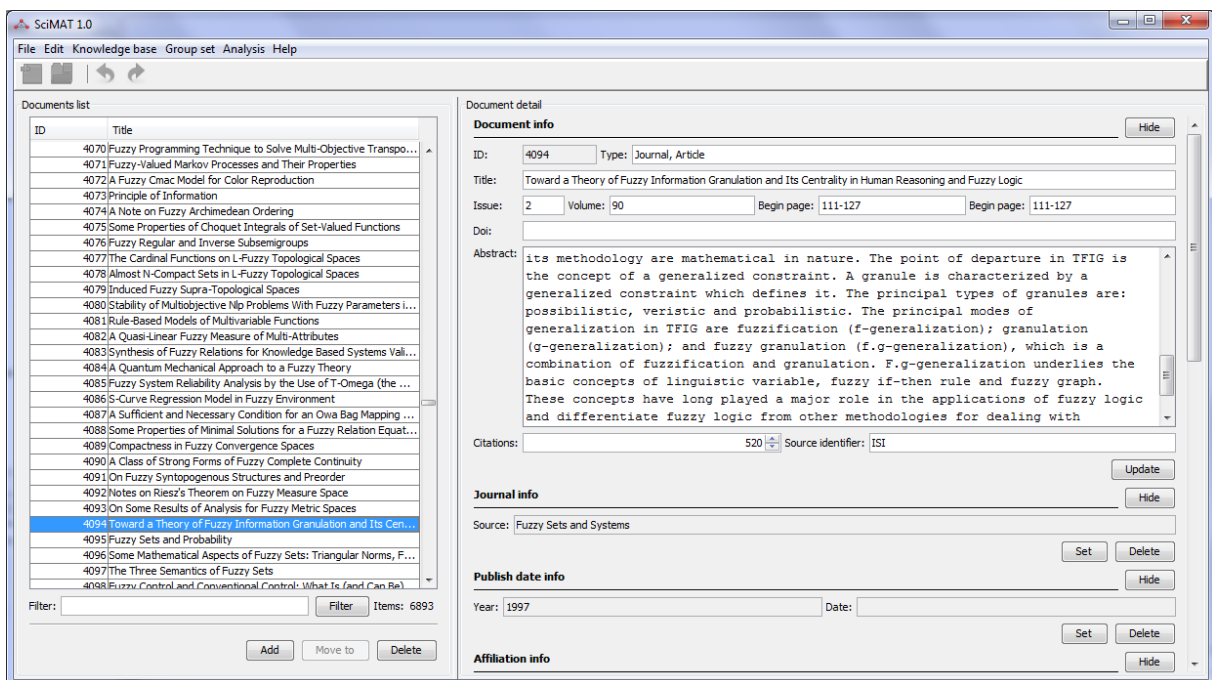 SciMAT 1.0
File Edit Knowledge base Group set Analysis Help
Documents list
ID Title
4070 Fuzzy Programming Technique to Solve Multi-Objective Transpo...
4071 Fuzzy-Valued Markov Processes and Their Properties
4072 A Fuzzy Cmac Model for Color Reproduction
4073 Principle of Information
4074 A Note on Fuzzy Archimedean Ordering
4075 Some Properties of Choquet Integrals of Set-Valued Functions
4076 Fuzzy Regular and Inverse Subsemigroups
4077 The Cardinal Functions on L-Fuzzy Topological Spaces
4078 Almost N-Compact Sets in L-Fuzzy Topological Spaces
4079 Induced Fuzzy Supra-Topological Spaces
4080 Stability of Multiobjective Nlp Problems With Fuzzy Parameters i...
4081 Rule-Based Models of Multivariable Functions
4082 A Quasi-Linear Fuzzy Measure of Multi-Attributes
4083 Synthesis of Fuzzy Relations for Knowledge Based Systems Vali...
4084 A Quantum Mechanical Approach to a Fuzzy Theory
4085 Fuzzy System Reliability Analysis by the Use of T-Omega (the ...
4086 S-Curve Regression Model in Fuzzy Environment
4087 A Sufficient and Necessary Condition for an Owa Bag Mapping ...
4088 Some Properties of Minimal Solutions for a Fuzzy Relation Equat...
4089 Compactness in Fuzzy Convergence Spaces
4090 A Class of Strong Forms of Fuzzy Complete Continuity
4091 On Fuzzy Syntopogenous Structures and Preorder
4092 Notes on Riesz's Theorem on Fuzzy Measure Space
4093 On Some Results of Analysis for Fuzzy Metric Spaces
4094 Toward a Theory of Fuzzy Information Granulation and Its Cen...
4095 Fuzzy Sets and Probability
4096 Some Mathematical Aspects of Fuzzy Sets: Triangular Norms, F...
4097 The Three Semantics of Fuzzy Sets
4098 Fuzzy Control and Conventional Control: What Is (and Can Be)
Filter: Filter Items: 6893
Add Move to Delete
Document detail
Document info Hide
ID: 4094 Type: Journal, Article
Title: Toward a Theory of Fuzzy Information Granulation and Its Centrality in Human Reasoning and Fuzzy Logic
Issue: 2 Volume: 90 Begin page: 111-127 Begin page: 111-127
Doi:
Abstract: its methodology are mathematical in nature. The point of departure in TFIG is
the concept of a generalized constraint. A granule is characterized by a
generalized constraint which defines it. The principal types of granules are:
possibilistic, veristic and probabilistic. The principal modes of
generalization in TFIG are fuzzification (f-generalization); granulation
(g-generalization); and fuzzy granulation (f.g-generalization), which is a
combination of fuzzification and granulation. F.g-generalization underlies the
basic concepts of linguistic variable, fuzzy if-then rule and fuzzy graph.
These concepts have long played a major role in the applications of fuzzy logic
and differentiate fuzzy logic from other methodologies for dealing with
Citations: 520 Source identifier: ISI
Update
Journal info Hide
Source: Fuzzy Sets and Systems
Set Delete
Publish date info Hide
Year: 1997 Date:
Set Delete
Affiliation info Hide